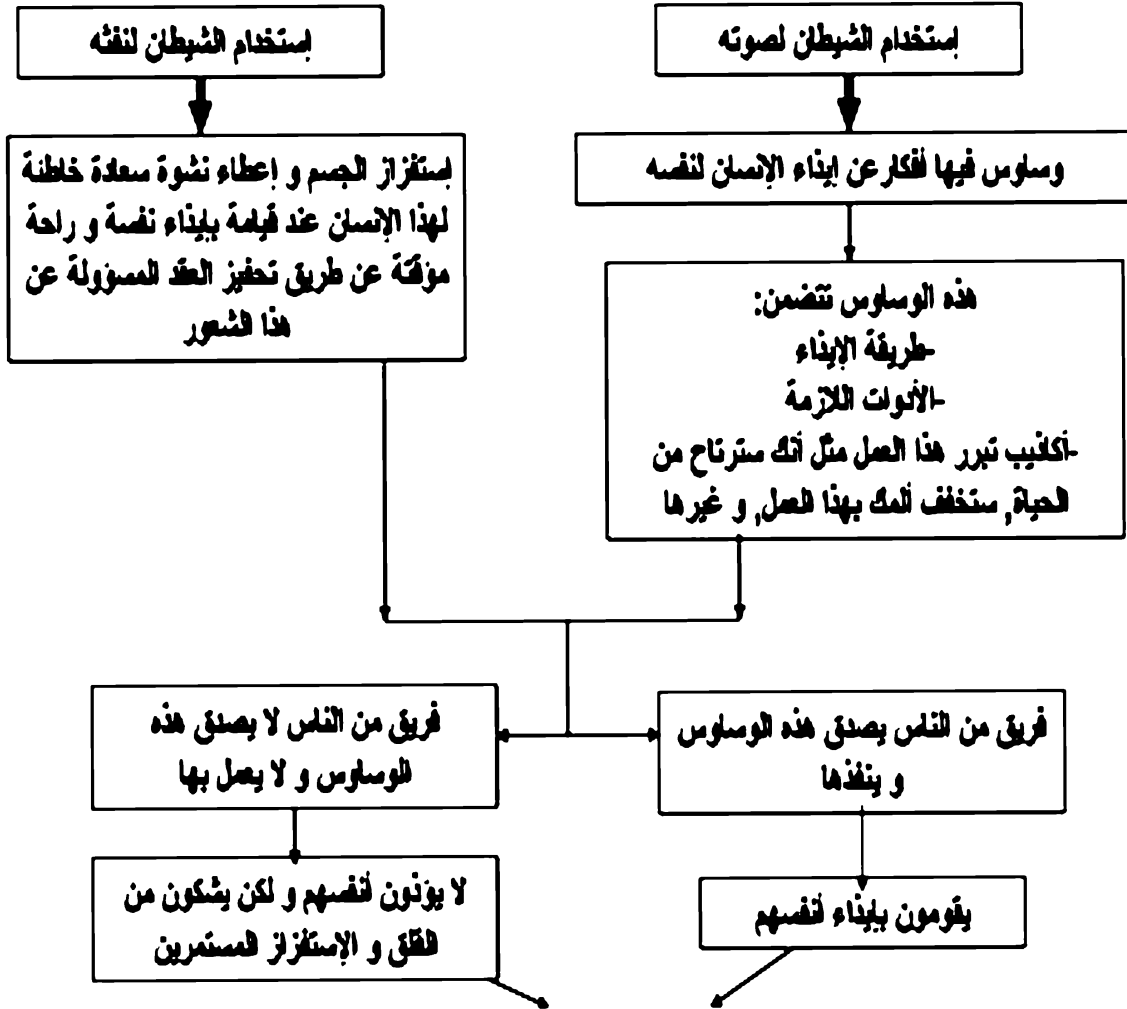 إستخدام الشيطان لصوته
إستخدام الشيطان لنفثه
وساوس فيها أفكار عن إيذاء الإنسان لنفسه
إستفزاز الجسم و إعطاء نشوة سعادة خاطئة
لهذا الإنسان عند قيامة بإيذاء نفسة و راحة
مؤقتة عن طريق تحفيز العقد المسؤولة عن
هذا الشعور
هذه الوساوس تتضمن:
-طريقة الإيذاء
-الأدوات اللازمة
-أكاذيب تبرر هذا العمل مثل أنك سترتاح من
الحياة, ستخفف ألمك بهذا العمل, و غيرها
فريق من الناس يصدق هذه الوساوس
و ينفذها
فريق من الناس لا يصدق هذه
الوساوس و لا يعمل بها
يقومون بإيذاء أنفسهم
لا يؤذون أنفسهم و لكن يشكون من
القلق و الإستفزاز المستمرين